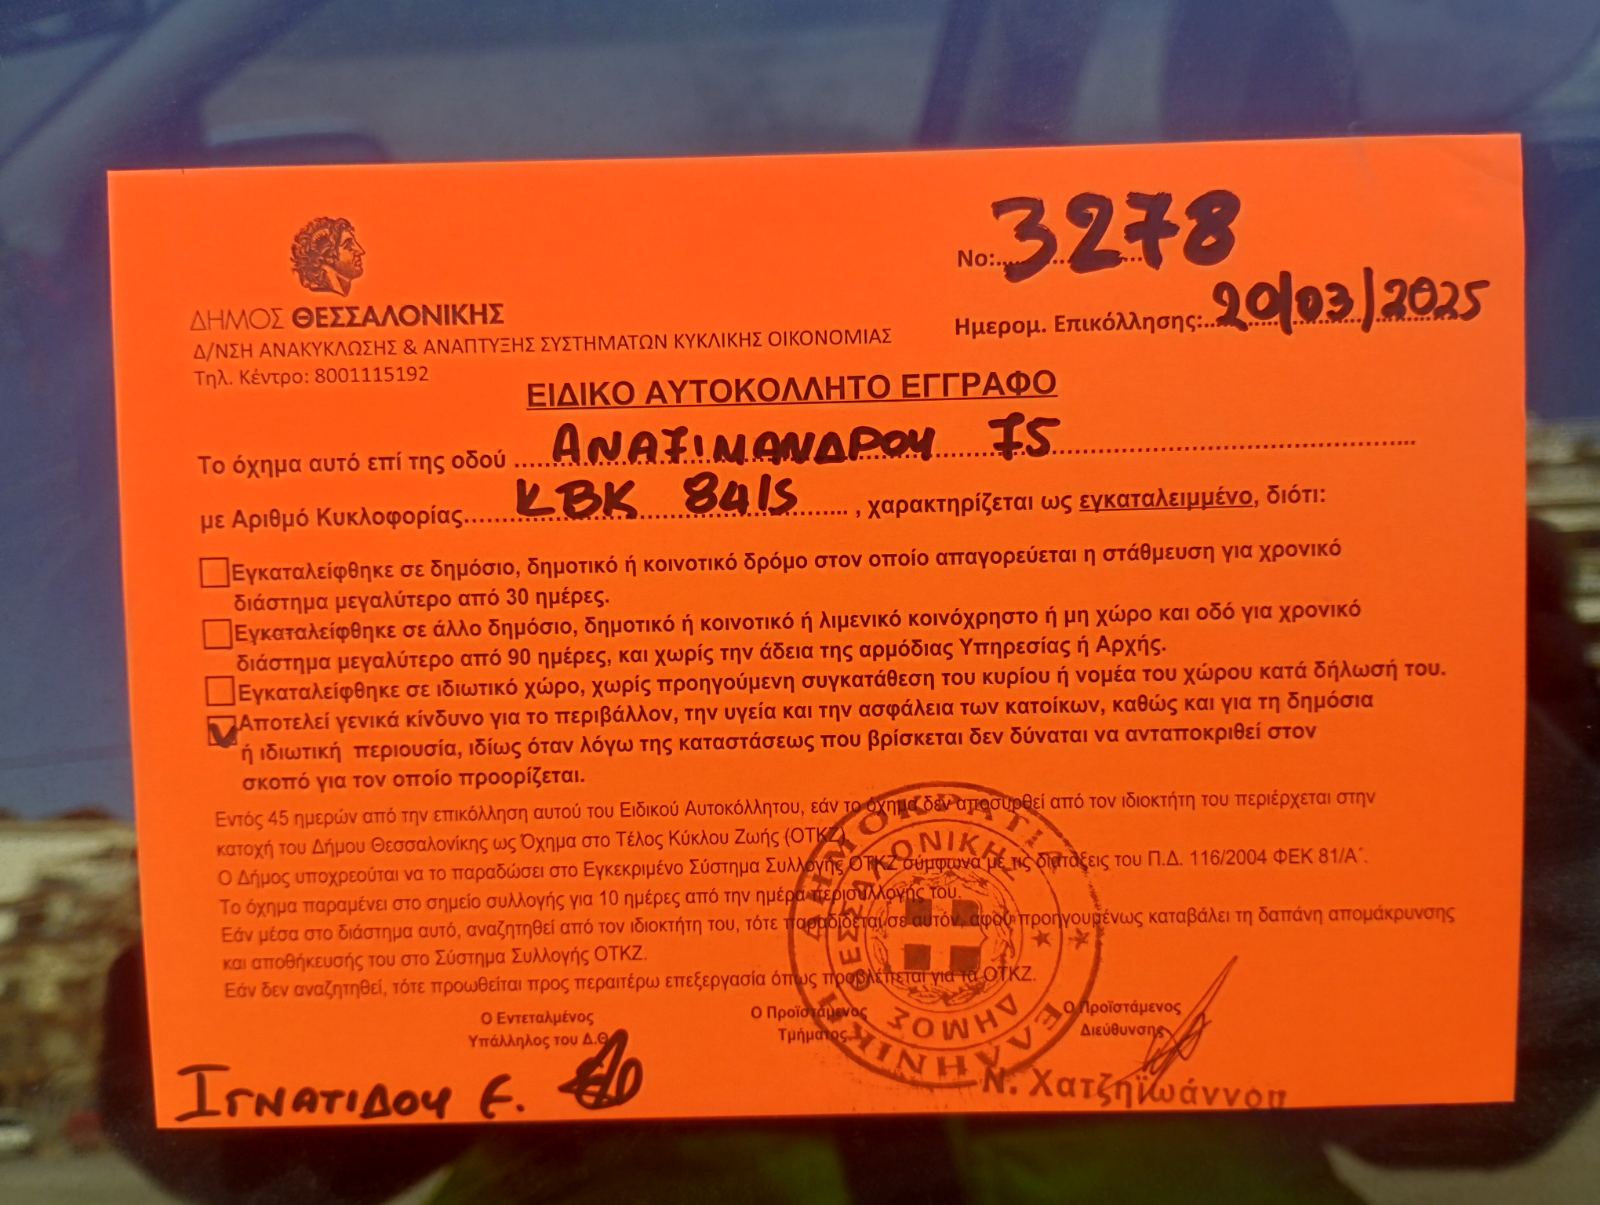 Νο: 3278
Ημερομ. Επικόλλησης: 20/03/2025
ΔΗΜΟΣ ΘΕΣΣΑΛΟΝΙΚΗΣ
Δ/ΝΣΗ ΑΝΑΚΥΚΛΩΣΗΣ & ΑΝΑΠΤΥΞΗΣ ΣΥΣΤΗΜΑΤΩΝ ΚΥΚΛΙΚΗΣ ΟΙΚΟΝΟΜΙΑΣ
Τηλ. Κέντρο: 8001115192
ΕΙΔΙΚΟ ΑΥΤΟΚΟΛΛΗΤΟ ΕΓΓΡΑΦΟ
Το όχημα αυτό επί της οδού ΑΝΑΞΙΜΑΝΔΡΟΥ 75
με Αριθμό Κυκλοφορίας ΚΒΚ 8415 , χαρακτηρίζεται ως εγκαταλειμμένο, διότι:
Εγκαταλείφθηκε σε δημόσιο, δημοτικό ή κοινοτικό δρόμο στον οποίο απαγορεύεται η στάθμευση για χρονικό
διάστημα μεγαλύτερο από 30 ημέρες.
Εγκαταλείφθηκε σε άλλο δημόσιο, δημοτικό ή κοινοτικό ή λιμενικό κοινόχρηστο ή μη χώρο και οδό για χρονικό
διάστημα μεγαλύτερο από 90 ημέρες, και χωρίς την άδεια της αρμόδιας Υπηρεσίας ή Αρχής.
Εγκαταλείφθηκε σε ιδιωτικό χώρο, χωρίς προηγούμενη συγκατάθεση του κυρίου ή νομέα του χώρου κατά δήλωσή του.
Αποτελεί γενικά κίνδυνο για το περιβάλλον, την υγεία και την ασφάλεια των κατοίκων, καθώς και για τη δημόσια
ή ιδιωτική περιουσία, ιδίως όταν λόγω της καταστάσεως που βρίσκεται δεν δύναται να ανταποκριθεί στον
σκοπό για τον οποίο προορίζεται.
Εντός 45 ημερών από την επικόλληση αυτού του Ειδικού Αυτοκόλλητου, εάν το όχημα δεν αποσυρθεί από τον ιδιοκτήτη του περιέρχεται στην
κατοχή του Δήμου Θεσσαλονίκης ως Όχημα στο Τέλος Κύκλου Ζωής (ΟΤΚΖ).
Ο Δήμος υποχρεούται να το παραδώσει στο Εγκεκριμένο Σύστημα Συλλογής ΟΤΚΖ σύμφωνα με τις διατάξεις του Π.Δ. 116/2004 ΦΕΚ 81/Α΄.
Το όχημα παραμένει στο σημείο συλλογής για 10 ημέρες από την ημέρα περισυλλογής του.
Εάν μέσα στο διάστημα αυτό, αναζητηθεί από τον ιδιοκτήτη του, τότε παραδίδεται σε αυτόν, αφού προηγουμένως καταβάλει τη δαπάνη απομάκρυνσης
και αποθήκευσής του στο Σύστημα Συλλογής ΟΤΚΖ.
Εάν δεν αναζητηθεί, τότε προωθείται προς περαιτέρω επεξεργασία όπως προβλέπεται για τα ΟΤΚΖ.
Ο Εντεταλμένος
Υπάλληλος του Δ.Θ.
Ο Προϊστάμενος
Τμήματος
Ο Προϊστάμενος
Διεύθυνσης
ΕΛΛΗΝΙΚΗ ΔΗΜΟΚΡΑΤΙΑ
ΔΗΜΟΣ ΘΕΣΣΑΛΟΝΙΚΗΣ
ΙΓΝΑΤΙΔΟΥ Ε.
Ν. Χατζηϊωάννου